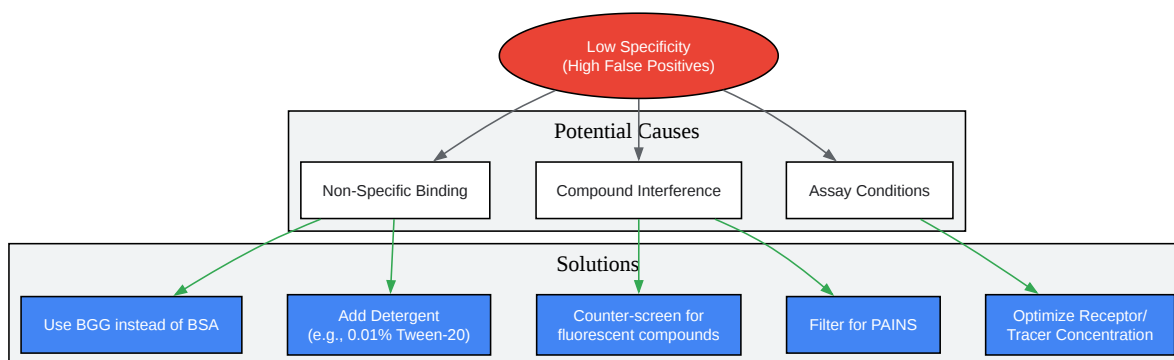 Low Specificity
(High False Positives)
Potential Causes
Non-Specific Binding
Compound Interference
Assay Conditions
Solutions
Use BGG instead of BSA
Add Detergent
(e.g., 0.01% Tween-20)
Counter-screen for
fluorescent compounds
Filter for PAINS
Optimize Receptor/
Tracer Concentration